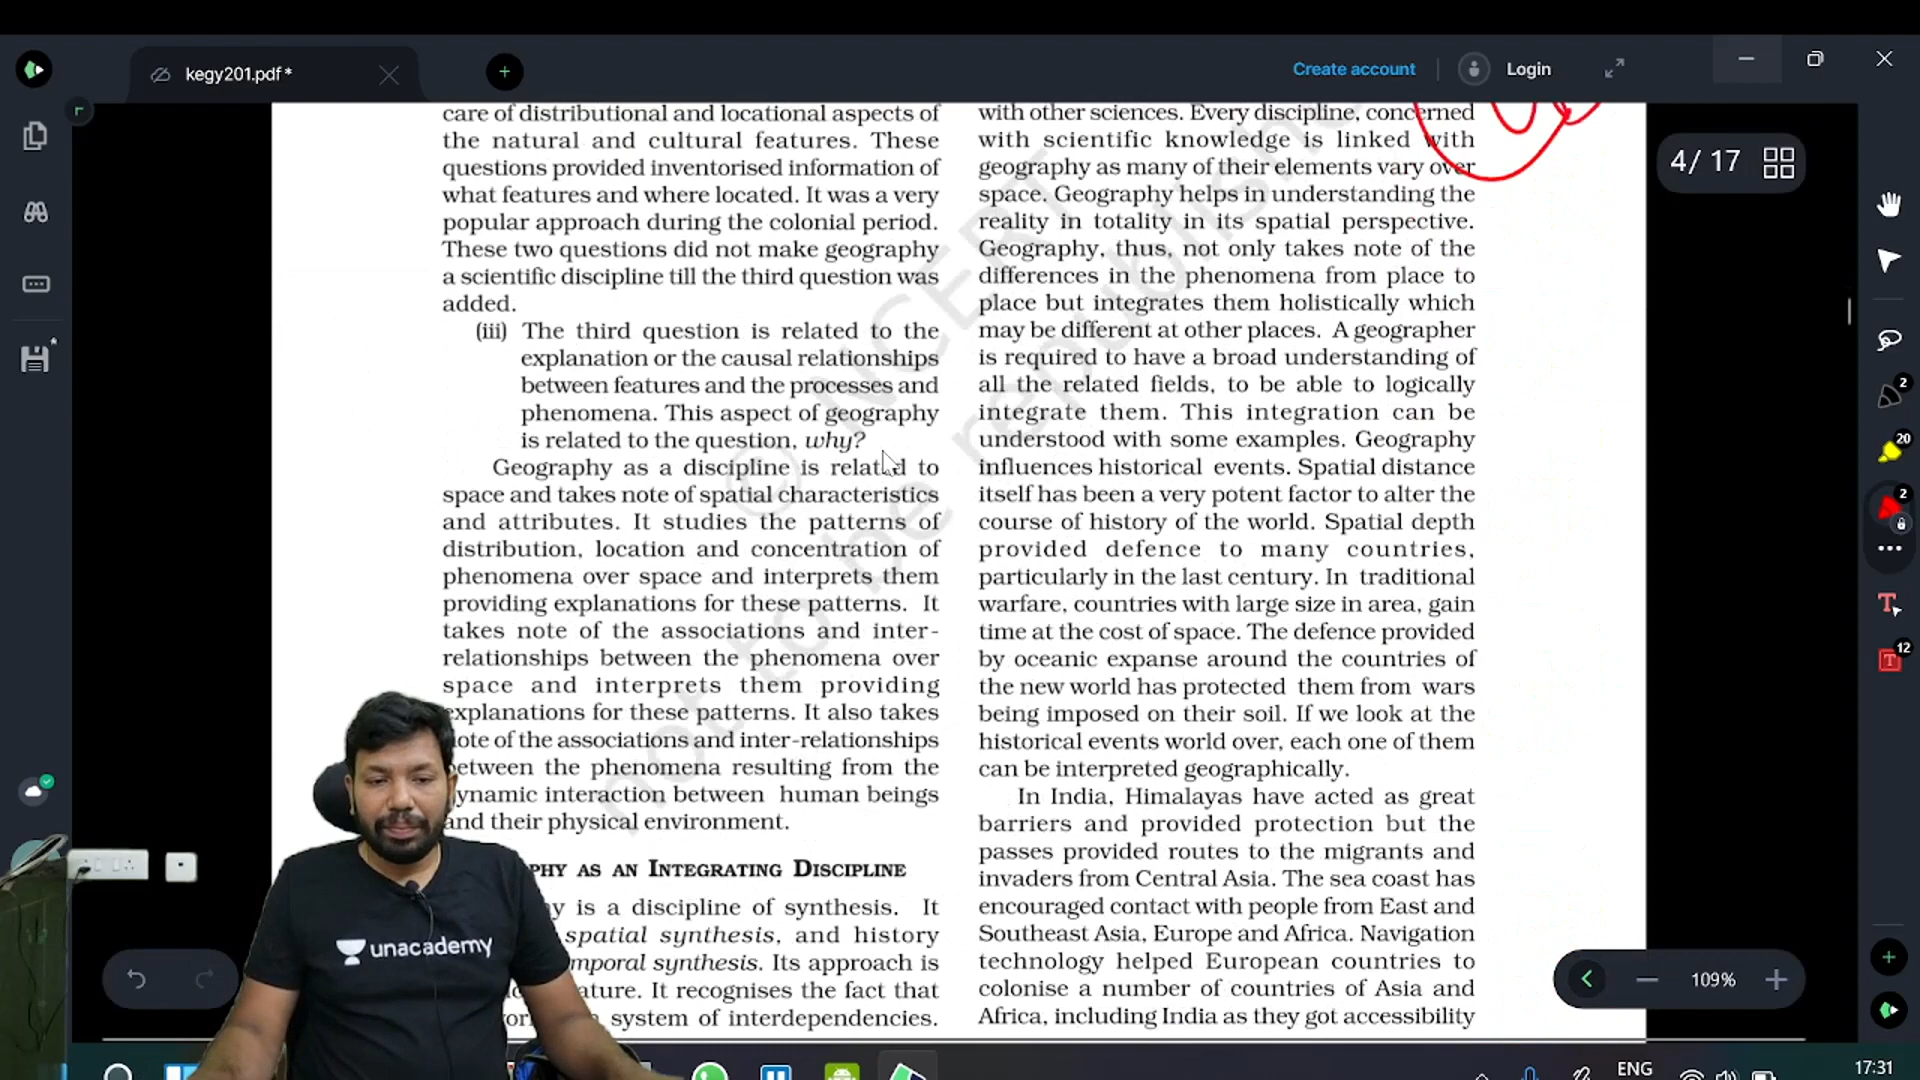 kegy201.pdf *
Create account
Login
4 / 17
care of distributional and locational aspects of
the natural and cultural features. These
questions provided inventorised information of
what features and where located. It was a very
popular approach during the colonial period.
These two questions did not make geography
a scientific discipline till the third question was
added.
(iii) The third question is related to the
explanation or the causal relationships
between features and the processes and
phenomena. This aspect of geography
is related to the question, why?
Geography as a discipline is related to
space and takes note of spatial characteristics
and attributes. It studies the patterns of
distribution, location and concentration of
phenomena over space and interprets them
providing explanations for these patterns. It
takes note of the associations and inter-
relationships between the phenomena over
space and interprets them providing
explanations for these patterns. It also takes
ote of the associations and inter-relationships
etween the phenomena resulting from the
ynamic interaction between human beings
and their physical environment.
PHY AS AN INTEGRATING DISCIPLINE
y is a discipline of synthesis. It
spatial synthesis, and history
mporal synthesis. Its approach is
ature. It recognises the fact that
system of interdependencies.
with other sciences. Every discipline, concerned
with scientific knowledge is linked with
geography as many of their elements vary over
space. Geography helps in understanding the
reality in totality in its spatial perspective.
Geography, thus, not only takes note of the
differences in the phenomena from place to
place but integrates them holistically which
may be different at other places. A geographer
is required to have a broad understanding of
all the related fields, to be able to logically
integrate them. This integration can be
understood with some examples. Geography
influences historical events. Spatial distance
itself has been a very potent factor to alter the
course of history of the world. Spatial depth
provided defence to many countries,
particularly in the last century. In traditional
warfare, countries with large size in area, gain
time at the cost of space. The defence provided
by oceanic expanse around the countries of
the new world has protected them from wars
being imposed on their soil. If we look at the
historical events world over, each one of them
can be interpreted geographically.
In India, Himalayas have acted as great
barriers and provided protection but the
passes provided routes to the migrants and
invaders from Central Asia. The sea coast has
encouraged contact with people from East and
Southeast Asia, Europe and Africa. Navigation
technology helped European countries to
colonise a number of countries of Asia and
Africa, including India as they got accessibility
© NCERT
not to be republishe
2
20
2
T
T 12
unacademy
109%
ENG
17:31